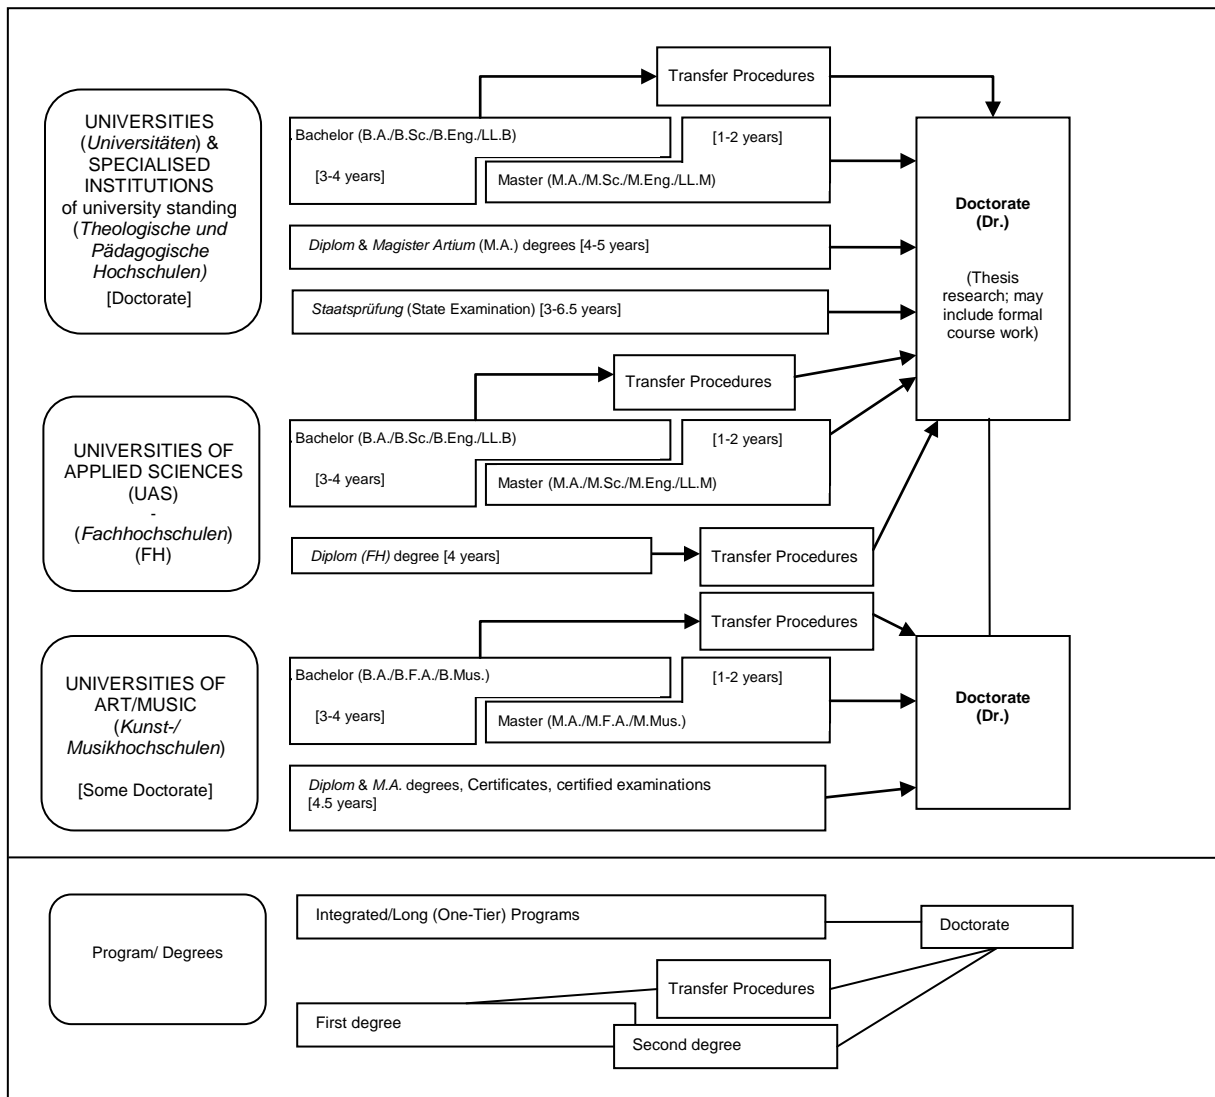 Transfer Procedures
UNIVERSITIES
(Universitäten) &
SPECIALISED
INSTITUTIONS
of university standing
(Theologische und
Pädagogische
Hochschulen)
[Doctorate]
. Bachelor (B.A./B.Sc./B.Eng./LL.B)
[1-2 years]
[3-4 years]
Master (M.A./M.Sc./M.Eng./LL.M)
Diplom & Magister Artium (M.A.) degrees [4-5 years]
Staatsprüfung (State Examination) [3-6.5 years]
Doctorate
(Dr.)
(Thesis
research; may
include formal
course work)
Transfer Procedures
UNIVERSITIES OF
APPLIED SCIENCES
(UAS)
-
(Fachhochschulen)
(FH)
. Bachelor (B.A./B.Sc./B.Eng./LL.B)
[1-2 years]
[3-4 years]
Master (M.A./M.Sc./M.Eng./LL.M)
Diplom (FH) degree [4 years]
Transfer Procedures
Transfer Procedures
UNIVERSITIES OF
ART/MUSIC
(Kunst-/
Musikhochschulen)
[Some Doctorate]
. Bachelor (B.A./B.F.A./B.Mus.)
[1-2 years]
[3-4 years]
Master (M.A./M.F.A./M.Mus.)
Diplom & M.A. degrees, Certificates, certified examinations
[4.5 years]
Doctorate
(Dr.)
Program/ Degrees
Integrated/Long (One-Tier) Programs
Doctorate
Transfer Procedures
First degree
Second degree